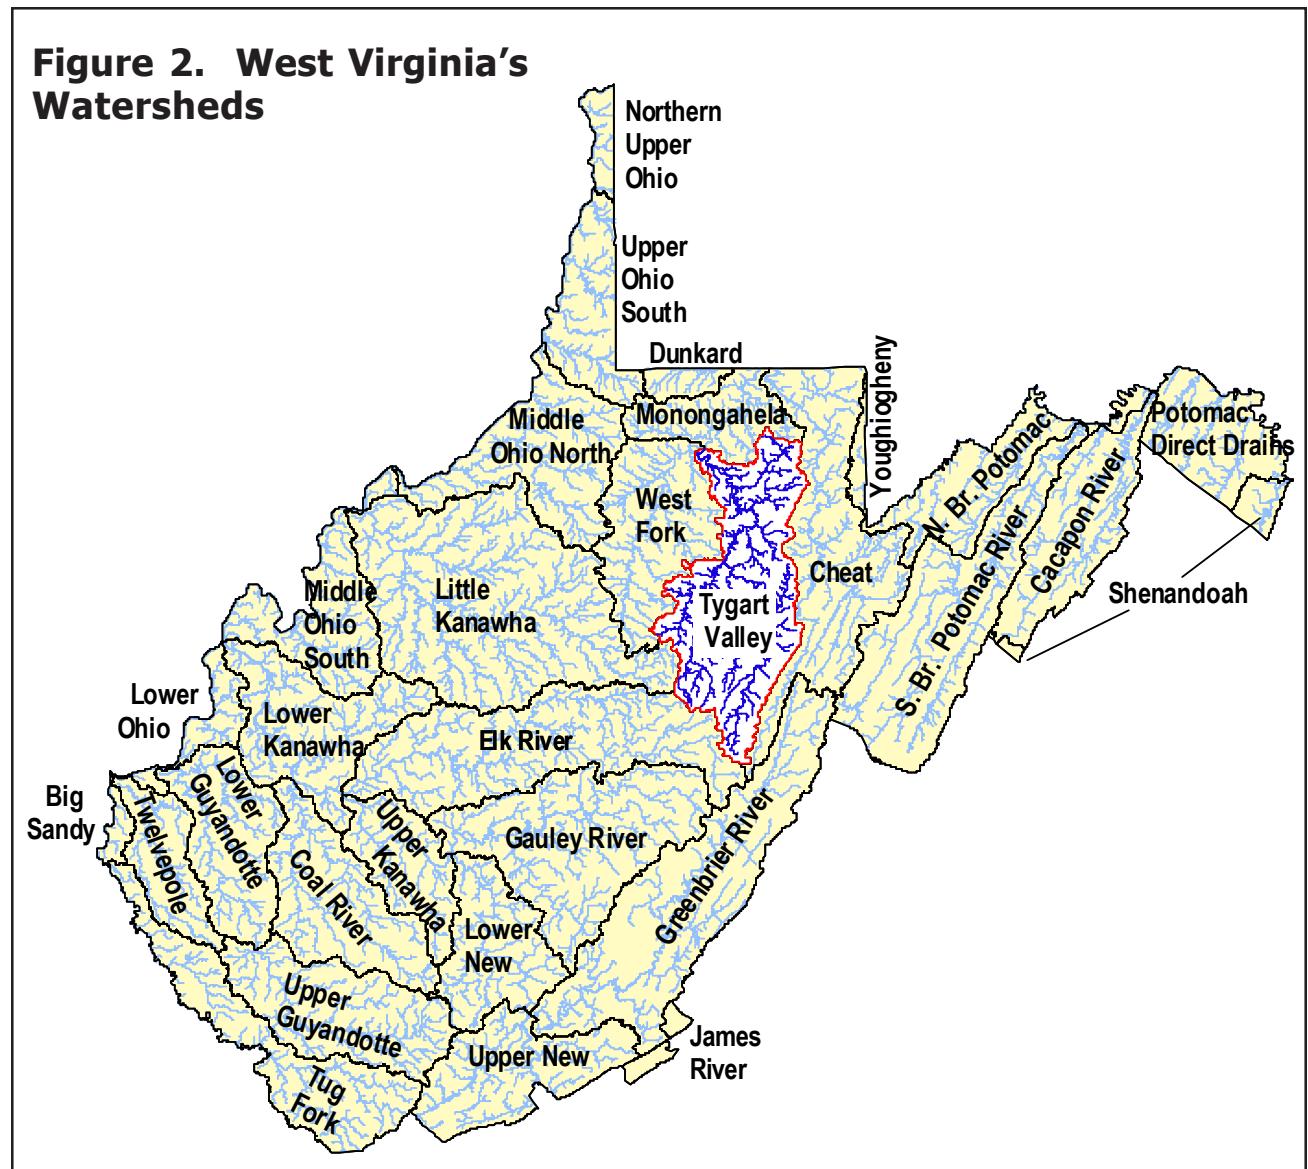 Figure 2. West Virginia's
Watersheds
Northern
Upper
Ohio
Upper
Ohio
South
Dunkard
Youghiogheny
Monongahela
Middle
Ohio North
Potomac
Direct Drains
N. Br. Potomac
West
Fork
Cacapon River
S. Br. Potomac River
Cheat
Shenandoah
Middle
Ohio
South
Little
Kanawha
Tygart
Valley
Lower
Ohio
Lower
Kanawha
Elk River
Big
Sandy
Twelvepole
Lower
Guyandotte
Coal River
Upper
Kanawha
Gauley River
Greenbrier River
Lower
New
Upper
Guyandotte
Upper New
James
River
Tug
Fork